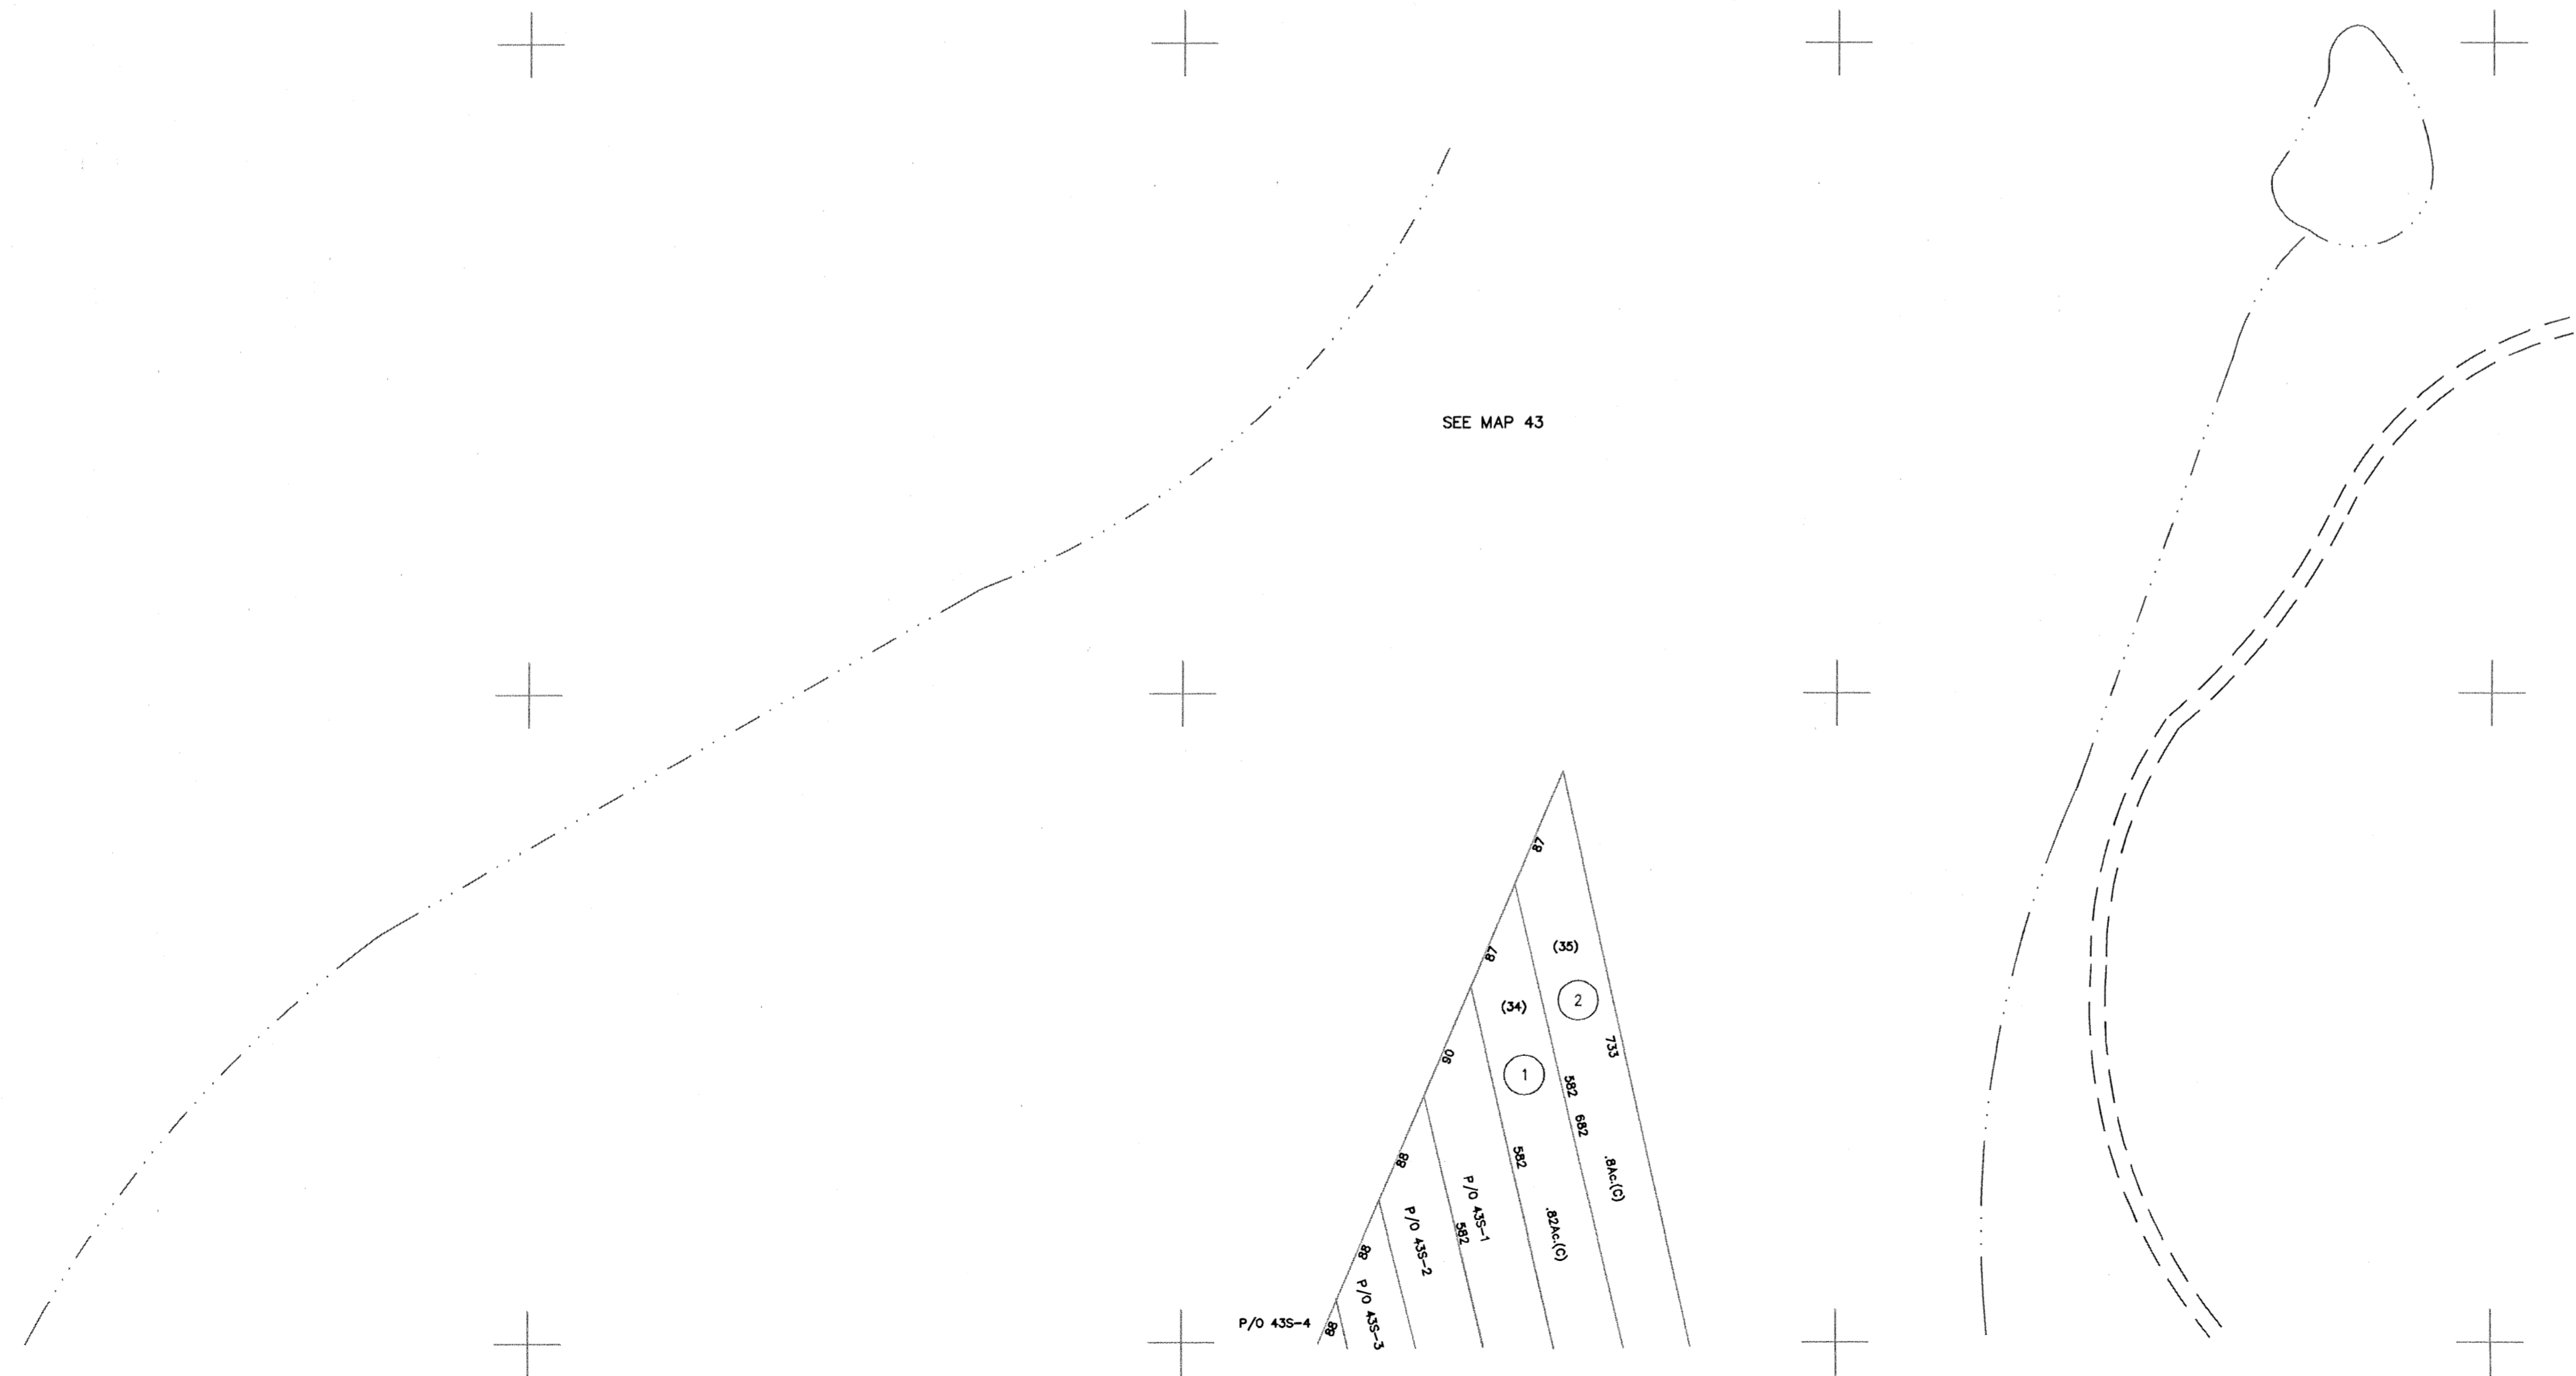 SEE MAP 43
87
87
(35)
2
(34)
90
733
1
582
682
88
582
.8Ac.(C)
P/O 43S-1
582
P/O 43S-2
.82Ac.(C)
88
P/O 43S-3
P/O 43S-4
88